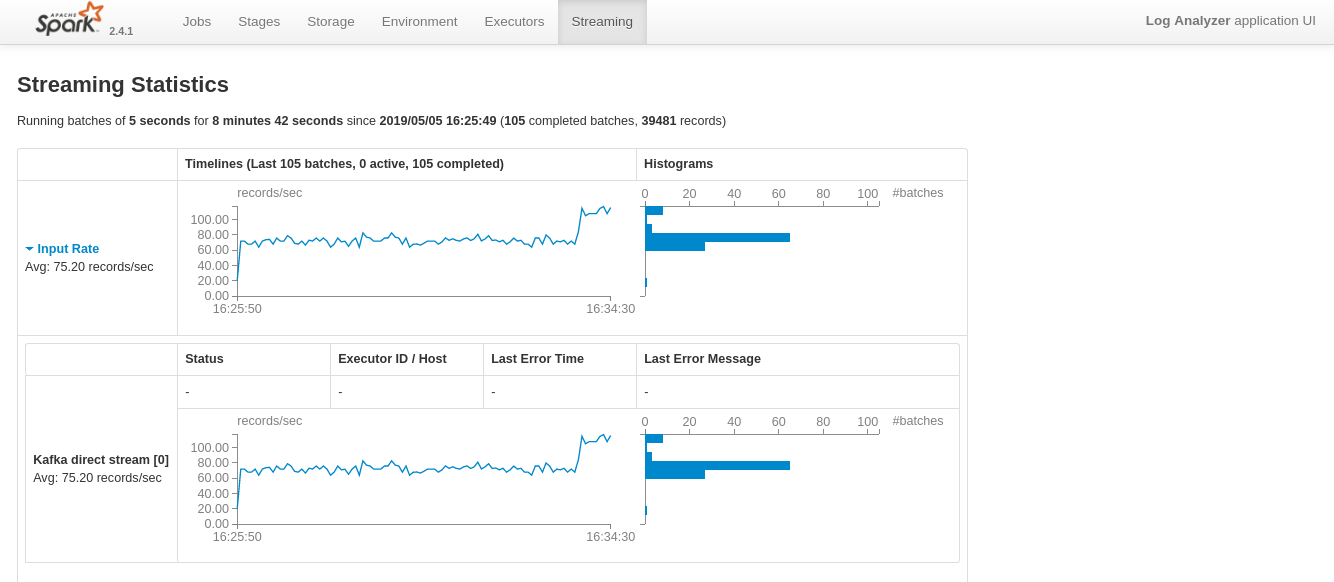 APACHE
Spark 2.4.1 Jobs Stages Storage Environment Executors Streaming Log Analyzer application UI
Streaming Statistics
Running batches of 5 seconds for 8 minutes 42 seconds since 2019/05/05 16:25:49 (105 completed batches, 39481 records)
Timelines (Last 105 batches, 0 active, 105 completed) Histograms
Input Rate
Avg: 75.20 records/sec
records/sec
100.00
80.00
60.00
40.00
20.00
0.00
16:25:50 16:34:30
0 20 40 60 80 100 #batches
Status Executor ID / Host Last Error Time Last Error Message
- - - -
Kafka direct stream [0]
Avg: 75.20 records/sec
records/sec
100.00
80.00
60.00
40.00
20.00
0.00
16:25:50 16:34:30
0 20 40 60 80 100 #batches